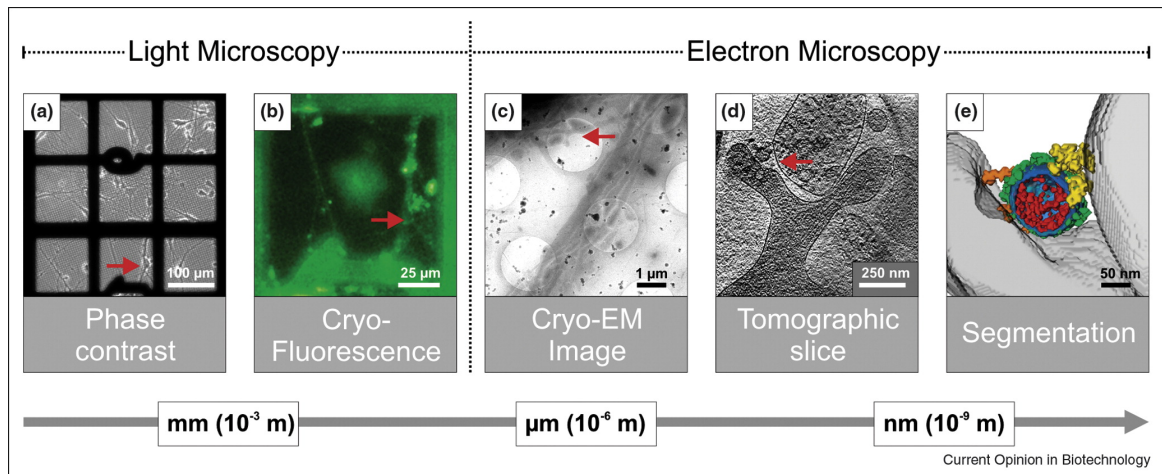 Light Microscopy
Electron Microscopy
(a)
(b)
(c)
(d)
(e)
100 µm
25 µm
1 µm
250 nm
50 nm
Phase
contrast
Cryo-
Fluorescence
Cryo-EM
Image
Tomographic
slice
Segmentation
mm (10⁻³ m)
µm (10⁻⁶ m)
nm (10⁻⁹ m)
Current Opinion in Biotechnology